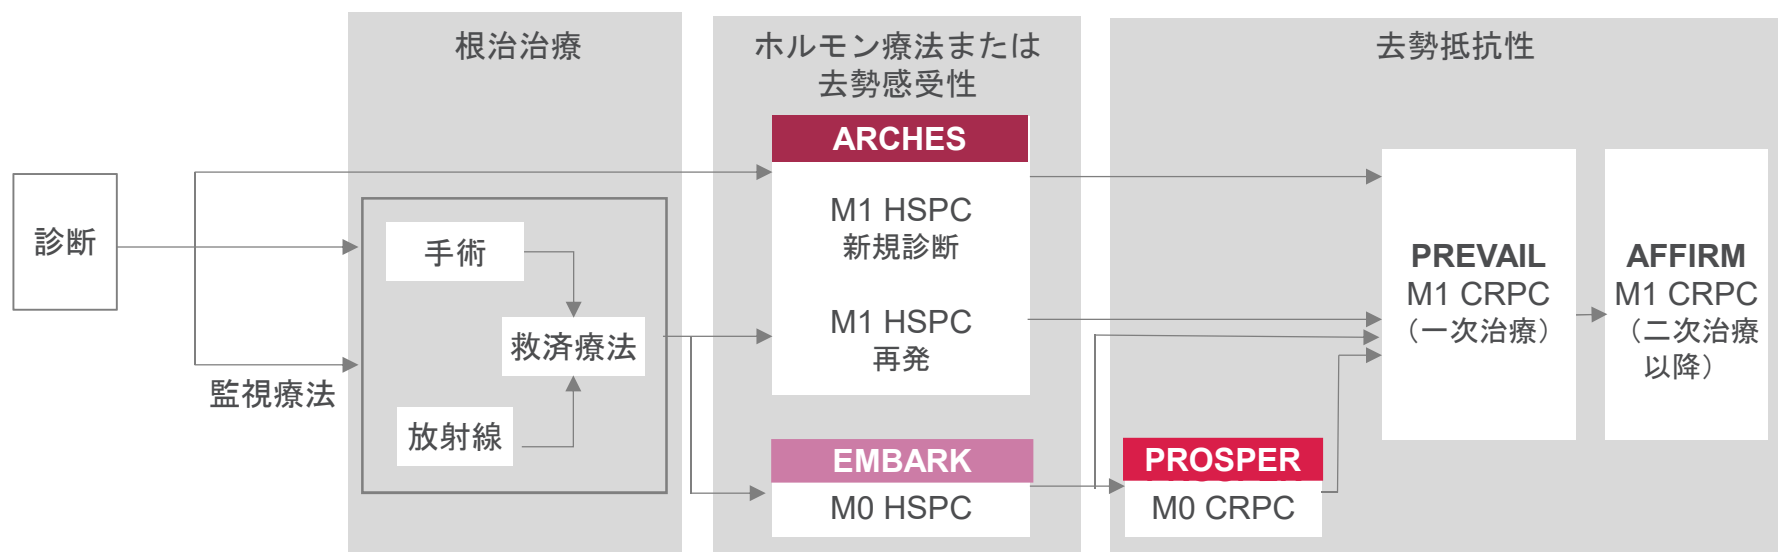 根治治療
ホルモン療法または
去勢感受性
去勢抵抗性
診断
監視療法
手術
救済療法
放射線
ARCHES
M1 HSPC
新規診断
M1 HSPC
再発
EMBARK
M0 HSPC
PROSPER
M0 CRPC
PREVAIL
M1 CRPC
（一次治療）
AFFIRM
M1 CRPC
（二次治療
以降）